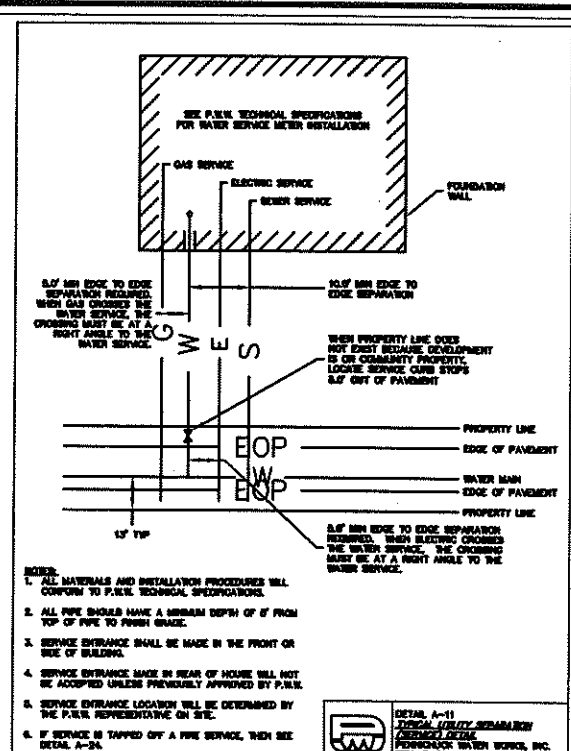 SEE P.W.W. TECHNICAL SPECIFICATIONS
FOR WATER SERVICE METER INSTALLATION
GAS SERVICE
ELECTRIC SERVICE
SEWER SERVICE
FOUNDATION
WALL
5.0' MIN EDGE TO EDGE
SEPARATION REQUIRED.
WHEN GAS CROSSES THE
WATER SERVICE, THE
CROSSING MUST BE AT A
RIGHT ANGLE TO THE
WATER SERVICE.
10.0' MIN EDGE TO
EDGE SEPARATION
G
W
E
S
WHEN PROPERTY LINE DOES
NOT EXIST BECAUSE DEVELOPMENT
IS ON COMMUNITY PROPERTY,
LOCATE SERVICE CURB STOPS
OUT OF PAVEMENT
PROPERTY LINE
EOP
EDGE OF PAVEMENT
W
WATER MAIN
EOP
EDGE OF PAVEMENT
PROPERTY LINE
13' TYP
MIN EDGE TO EDGE SEPARATION
REQUIRED. WHEN ELECTRIC CROSSES
THE WATER SERVICE, THE CROSSING
MUST BE AT A RIGHT ANGLE TO THE
WATER SERVICE.
NOTES:
1. ALL MATERIALS AND INSTALLATION PROCEDURES WILL
CONFORM TO P.W.W. TECHNICAL SPECIFICATIONS.
2. ALL PIPE SHOULD HAVE A MINIMUM DEPTH OF FROM
TOP OF PIPE TO FINISH GRADE.
3. SERVICE ENTRANCE SHALL BE MADE IN THE FRONT OR
SIDE OF BUILDING.
4. SERVICE ENTRANCE MADE IN REAR OF HOUSE WILL NOT
BE ACCEPTED UNLESS PREVIOUSLY APPROVED BY P.W.W.
5. SERVICE ENTRANCE LOCATION WILL BE DETERMINED BY
THE P.W.W. REPRESENTATIVE ON SITE.
6. IF SERVICE IS TAPPED OFF A FIRE SERVICE, THEN SEE
DETAIL A-24.
DETAIL A-11
TYPICAL UTILITY SEPARATION
(SERVICE) DETAIL
PENNICHUCK WATER WORKS, INC.